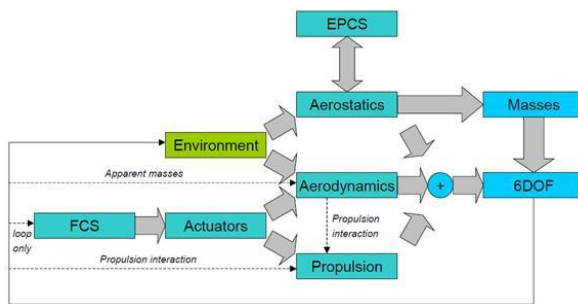 EPCS
Aerostatics
Masses
Environment
Apparent masses
Aerodynamics
+
6DOF
FCS
Actuators
Propulsion
interaction
loop
only
Propulsion interaction
Propulsion